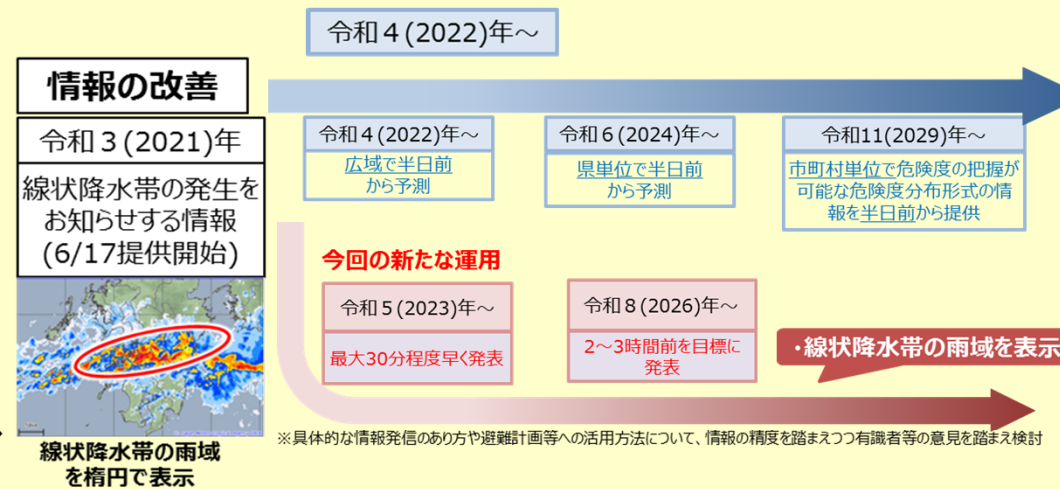 令和4(2022)年～
情報の改善
令和3(2021)年
線状降水帯の発生を
お知らせする情報
(6/17提供開始)
令和4(2022)年～
広域で半日前
から予測
令和6(2024)年～
県単位で半日前
から予測
令和11(2029)年～
市町村単位で危険度の把握が
可能な危険度分布形式の情
報を半日前から提供
今回の新たな運用
令和5(2023)年～
最大30分程度早く発表
令和8(2026)年～
2～3時間前を目標に
発表
・線状降水帯の雨域を表示
※具体的な情報発信のあり方や避難計画等への活用方法について、情報の精度を踏まえつつ有識者等の意見を踏まえ検討
線状降水帯の雨域
を楕円で表示